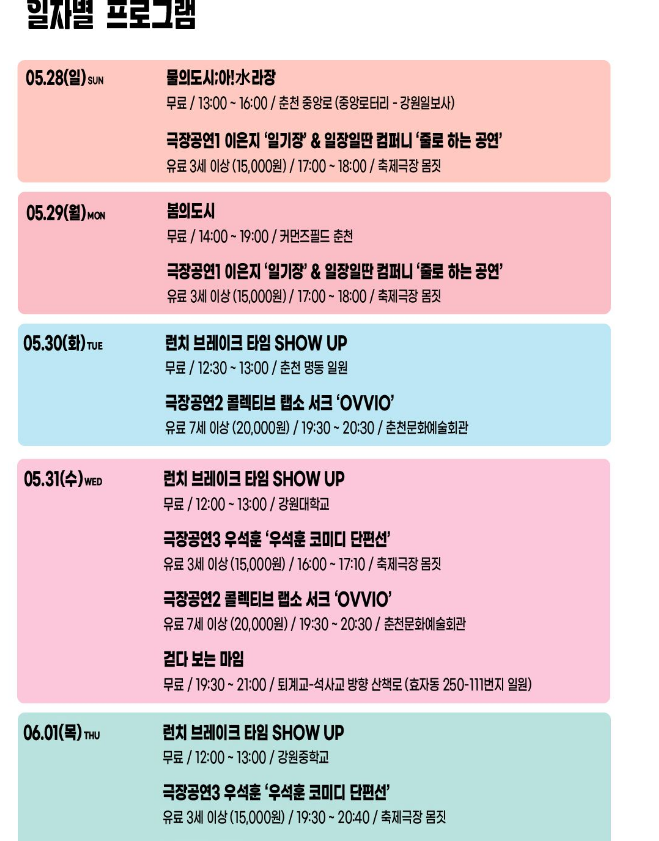 일자별 프로그램
05.28(일) SUN
물의도시;아!水라장
무료 / 13:00 ~ 16:00 / 춘천 중앙로 (중앙로터리 - 강원일보사)
극장공연1 이은지 ‘일기장’ & 일장일딴 컴퍼니 ‘줄로 하는 공연’
유료 3세 이상 (15,000원) / 17:00 ~ 18:00 / 축제극장 몸짓
05.29(월) MON
봄의도시
무료 / 14:00 ~ 19:00 / 커먼즈필드 춘천
극장공연1 이은지 ‘일기장’ & 일장일딴 컴퍼니 ‘줄로 하는 공연’
유료 3세 이상 (15,000원) / 17:00 ~ 18:00 / 축제극장 몸짓
05.30(화) TUE
런치 브레이크 타임 SHOW UP
무료 / 12:30 ~ 13:00 / 춘천 명동 일원
극장공연2 콜렉티브 랩소 서크 ‘OVVIO’
유료 7세 이상 (20,000원) / 19:30 ~ 20:30 / 춘천문화예술회관
05.31(수) WED
런치 브레이크 타임 SHOW UP
무료 / 12:00 ~ 13:00 / 강원대학교
극장공연3 우석훈 ‘우석훈 코미디 단편선’
유료 3세 이상 (15,000원) / 16:00 ~ 17:10 / 축제극장 몸짓
극장공연2 콜렉티브 랩소 서크 ‘OVVIO’
유료 7세 이상 (20,000원) / 19:30 ~ 20:30 / 춘천문화예술회관
걷다 보는 마임
무료 / 19:30 ~ 21:00 / 퇴계교-석사교 방향 산책로 (효자동 250-111번지 일원)
06.01(목) THU
런치 브레이크 타임 SHOW UP
무료 / 12:00 ~ 13:00 / 강원중학교
극장공연3 우석훈 ‘우석훈 코미디 단편선’
유료 3세 이상 (15,000원) / 19:30 ~ 20:40 / 축제극장 몸짓